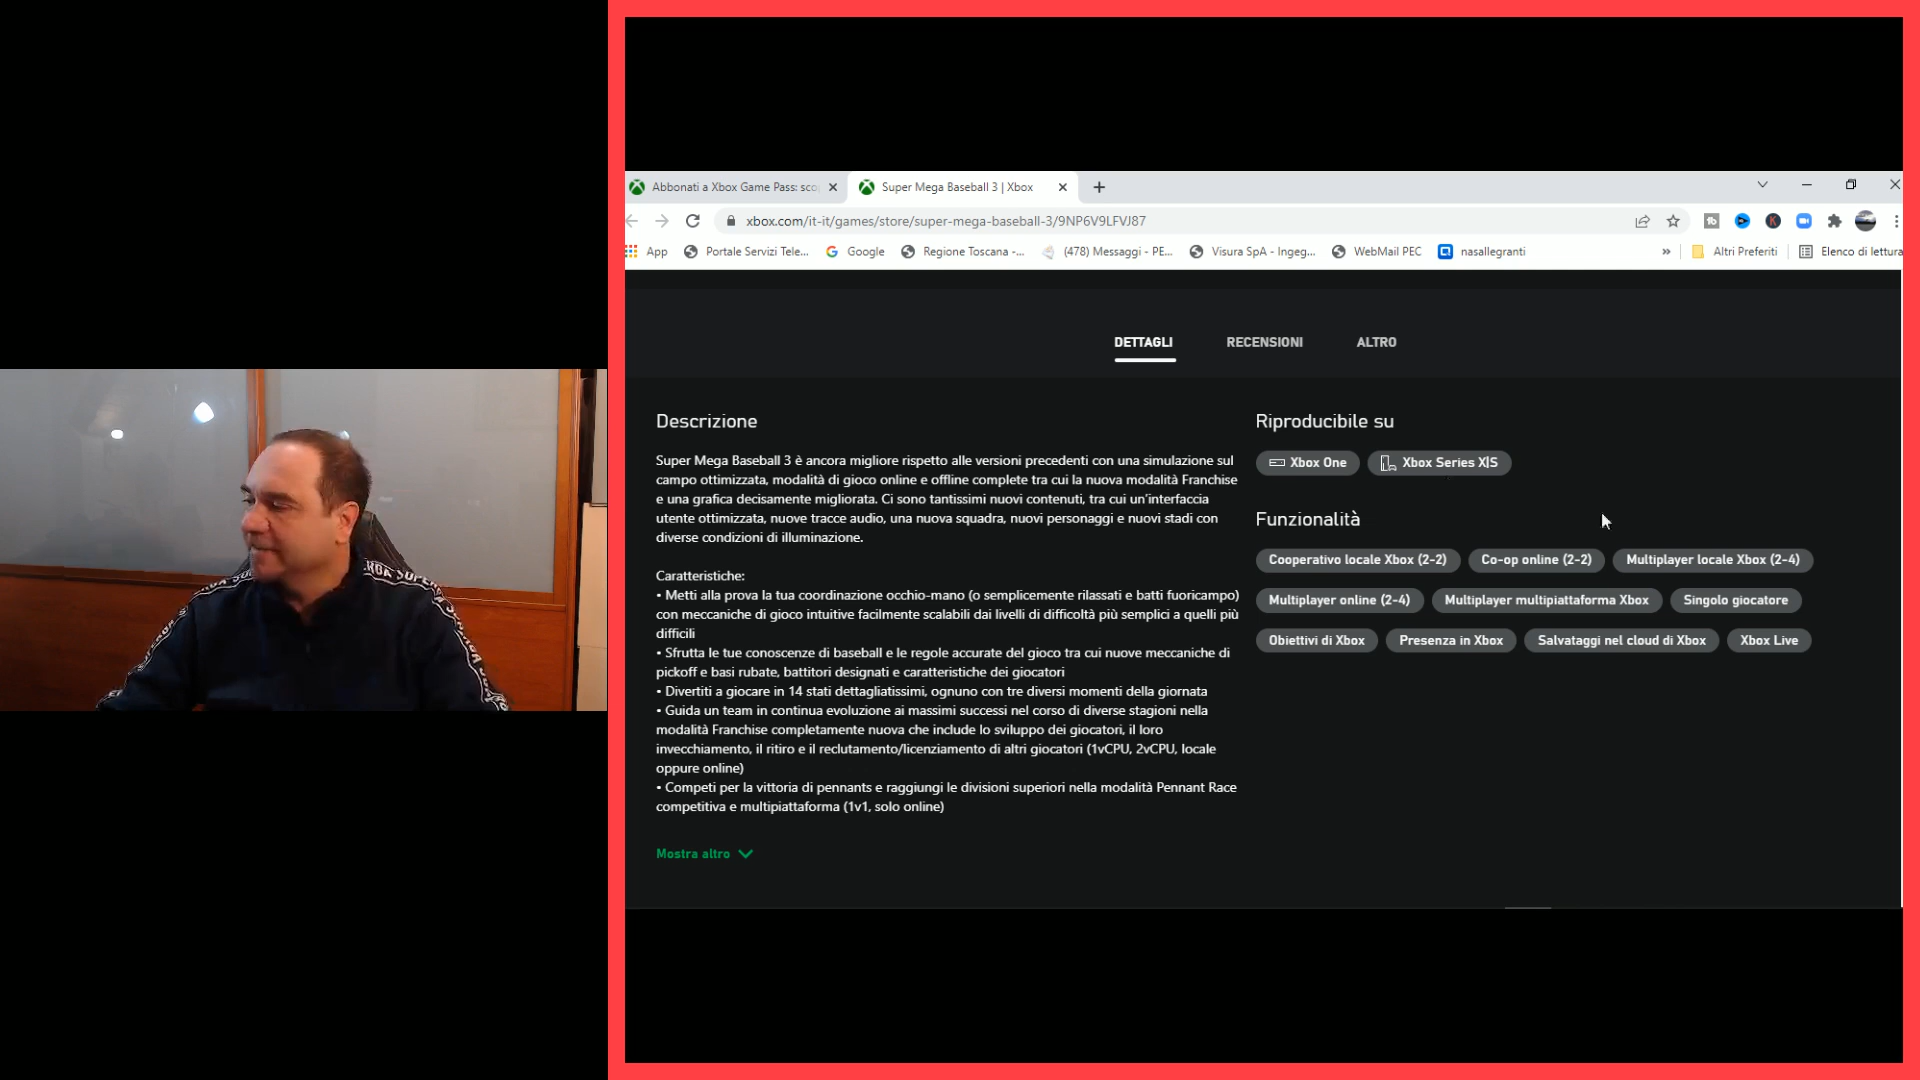 Abbonati a Xbox Game Pass: sco
Super Mega Baseball 3 | Xbox
xbox.com/it-it/games/store/super-mega-baseball-3/9NP6V9LFVJ87
App
Portale Servizi Tele...
Google
Regione Toscana -...
(478) Messaggi - PE...
Visura SpA - Ingeg...
WebMail PEC
nasallegranti
»
Altri Preferiti
Elenco di lettura
DETTAGLI
RECENSIONI
ALTRO
Descrizione
Super Mega Baseball 3 è ancora migliore rispetto alle versioni precedenti con una simulazione sul
campo ottimizzata, modalità di gioco online e offline complete tra cui la nuova modalità Franchise
e una grafica decisamente migliorata. Ci sono tantissimi nuovi contenuti, tra cui un'interfaccia
utente ottimizzata, nuove tracce audio, una nuova squadra, nuovi personaggi e nuovi stadi con
diverse condizioni di illuminazione.
Caratteristiche:
• Metti alla prova la tua coordinazione occhio-mano (o semplicemente rilassati e batti fuoricampo)
con meccaniche di gioco intuitive facilmente scalabili dai livelli di difficoltà più semplici a quelli più
difficili
• Sfrutta le tue conoscenze di baseball e le regole accurate del gioco tra cui nuove meccaniche di
pickoff e basi rubate, battitori designati e caratteristiche dei giocatori
• Divertiti a giocare in 14 stati dettagliatissimi, ognuno con tre diversi momenti della giornata
• Guida un team in continua evoluzione ai massimi successi nel corso di diverse stagioni nella
modalità Franchise completamente nuova che include lo sviluppo dei giocatori, il loro
invecchiamento, il ritiro e il reclutamento/licenziamento di altri giocatori (1vCPU, 2vCPU, locale
oppure online)
• Competi per la vittoria di pennants e raggiungi le divisioni superiori nella modalità Pennant Race
competitiva e multipiattaforma (1v1, solo online)
Mostra altro
Riproducibile su
Xbox One
Xbox Series X|S
Funzionalità
Cooperativo locale Xbox (2-2)
Co-op online (2-2)
Multiplayer locale Xbox (2-4)
Multiplayer online (2-4)
Multiplayer multipiattaforma Xbox
Singolo giocatore
Obiettivi di Xbox
Presenza in Xbox
Salvataggi nel cloud di Xbox
Xbox Live